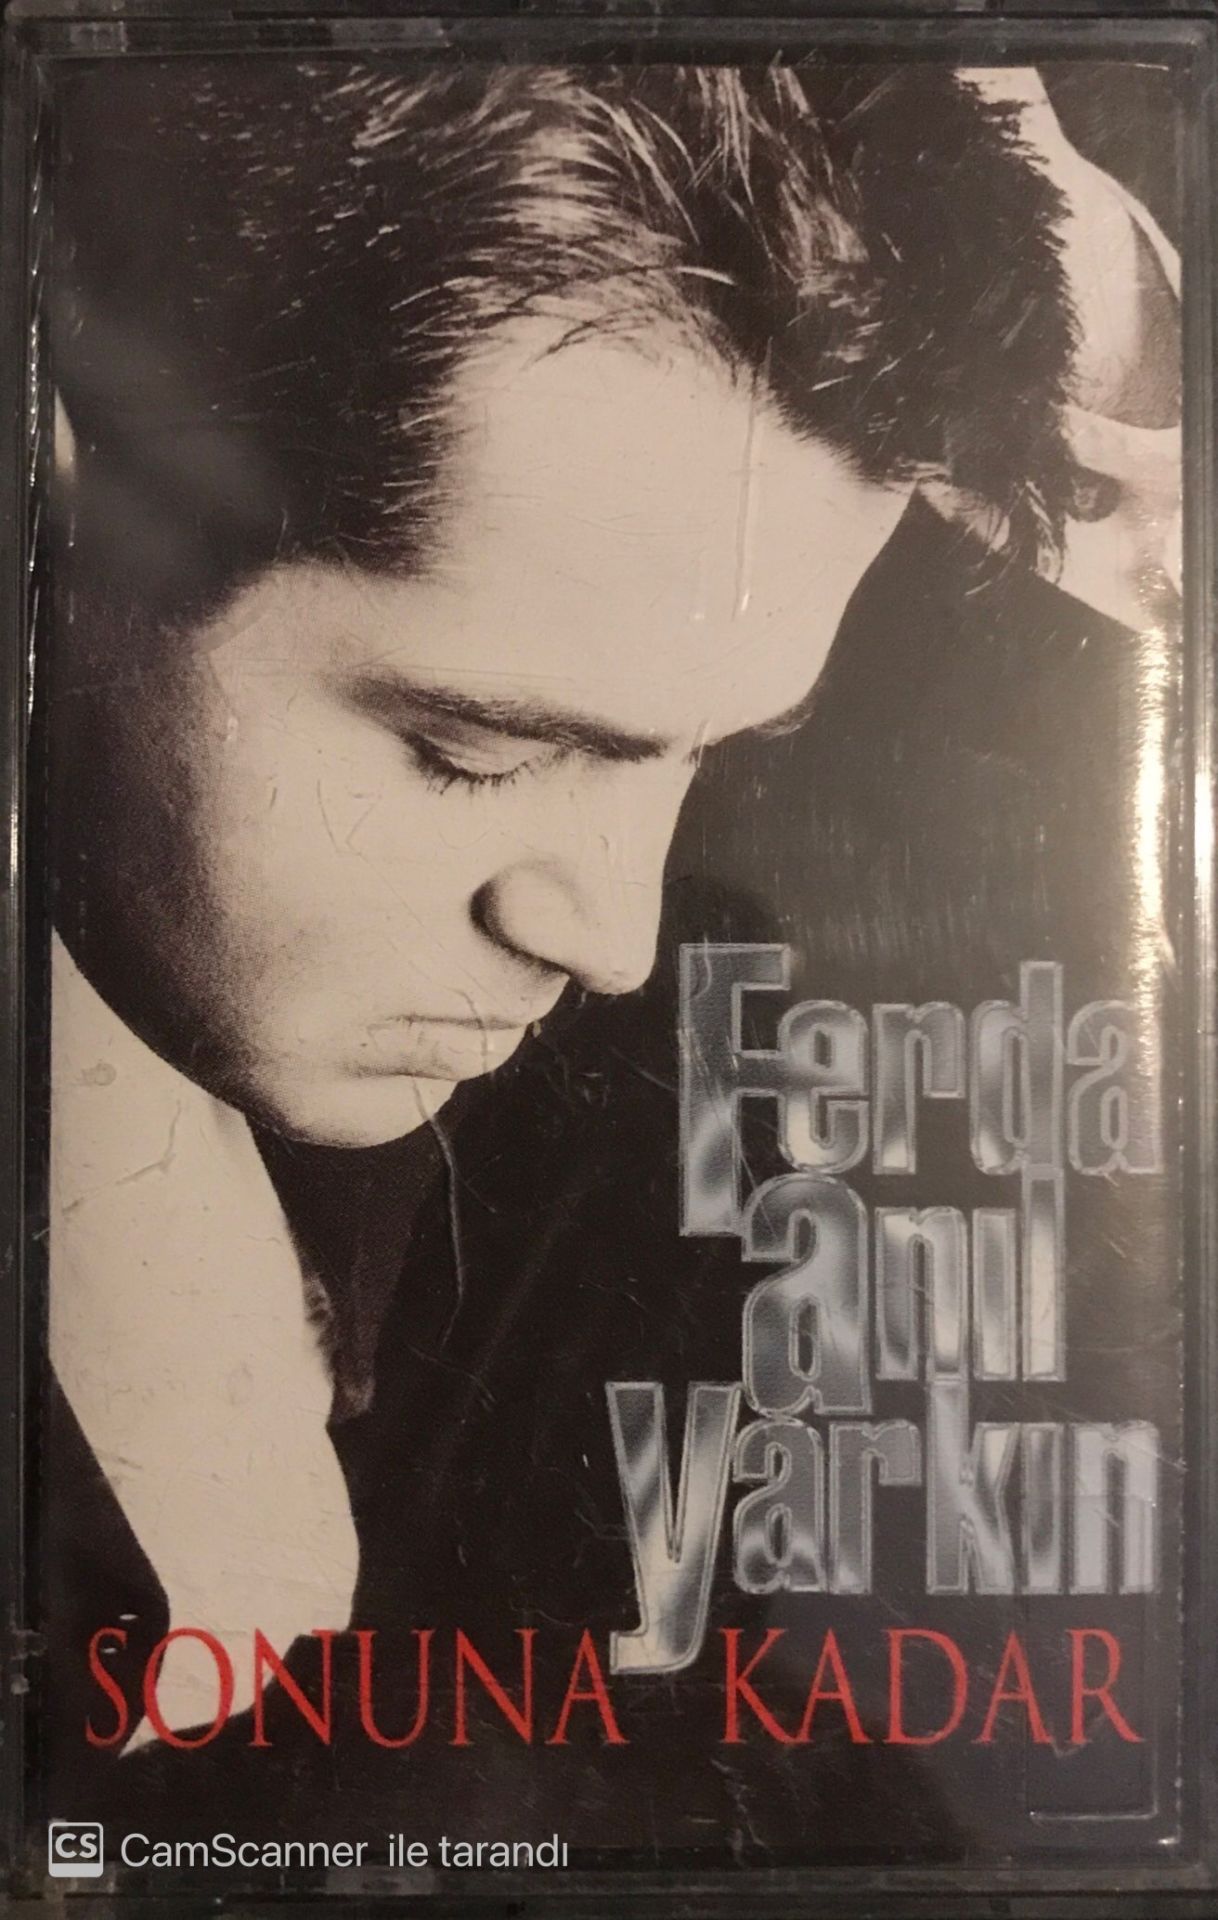 Ferda
anıl
yarkın
SONUNA KADAR
CS CamScanner ile tarandı